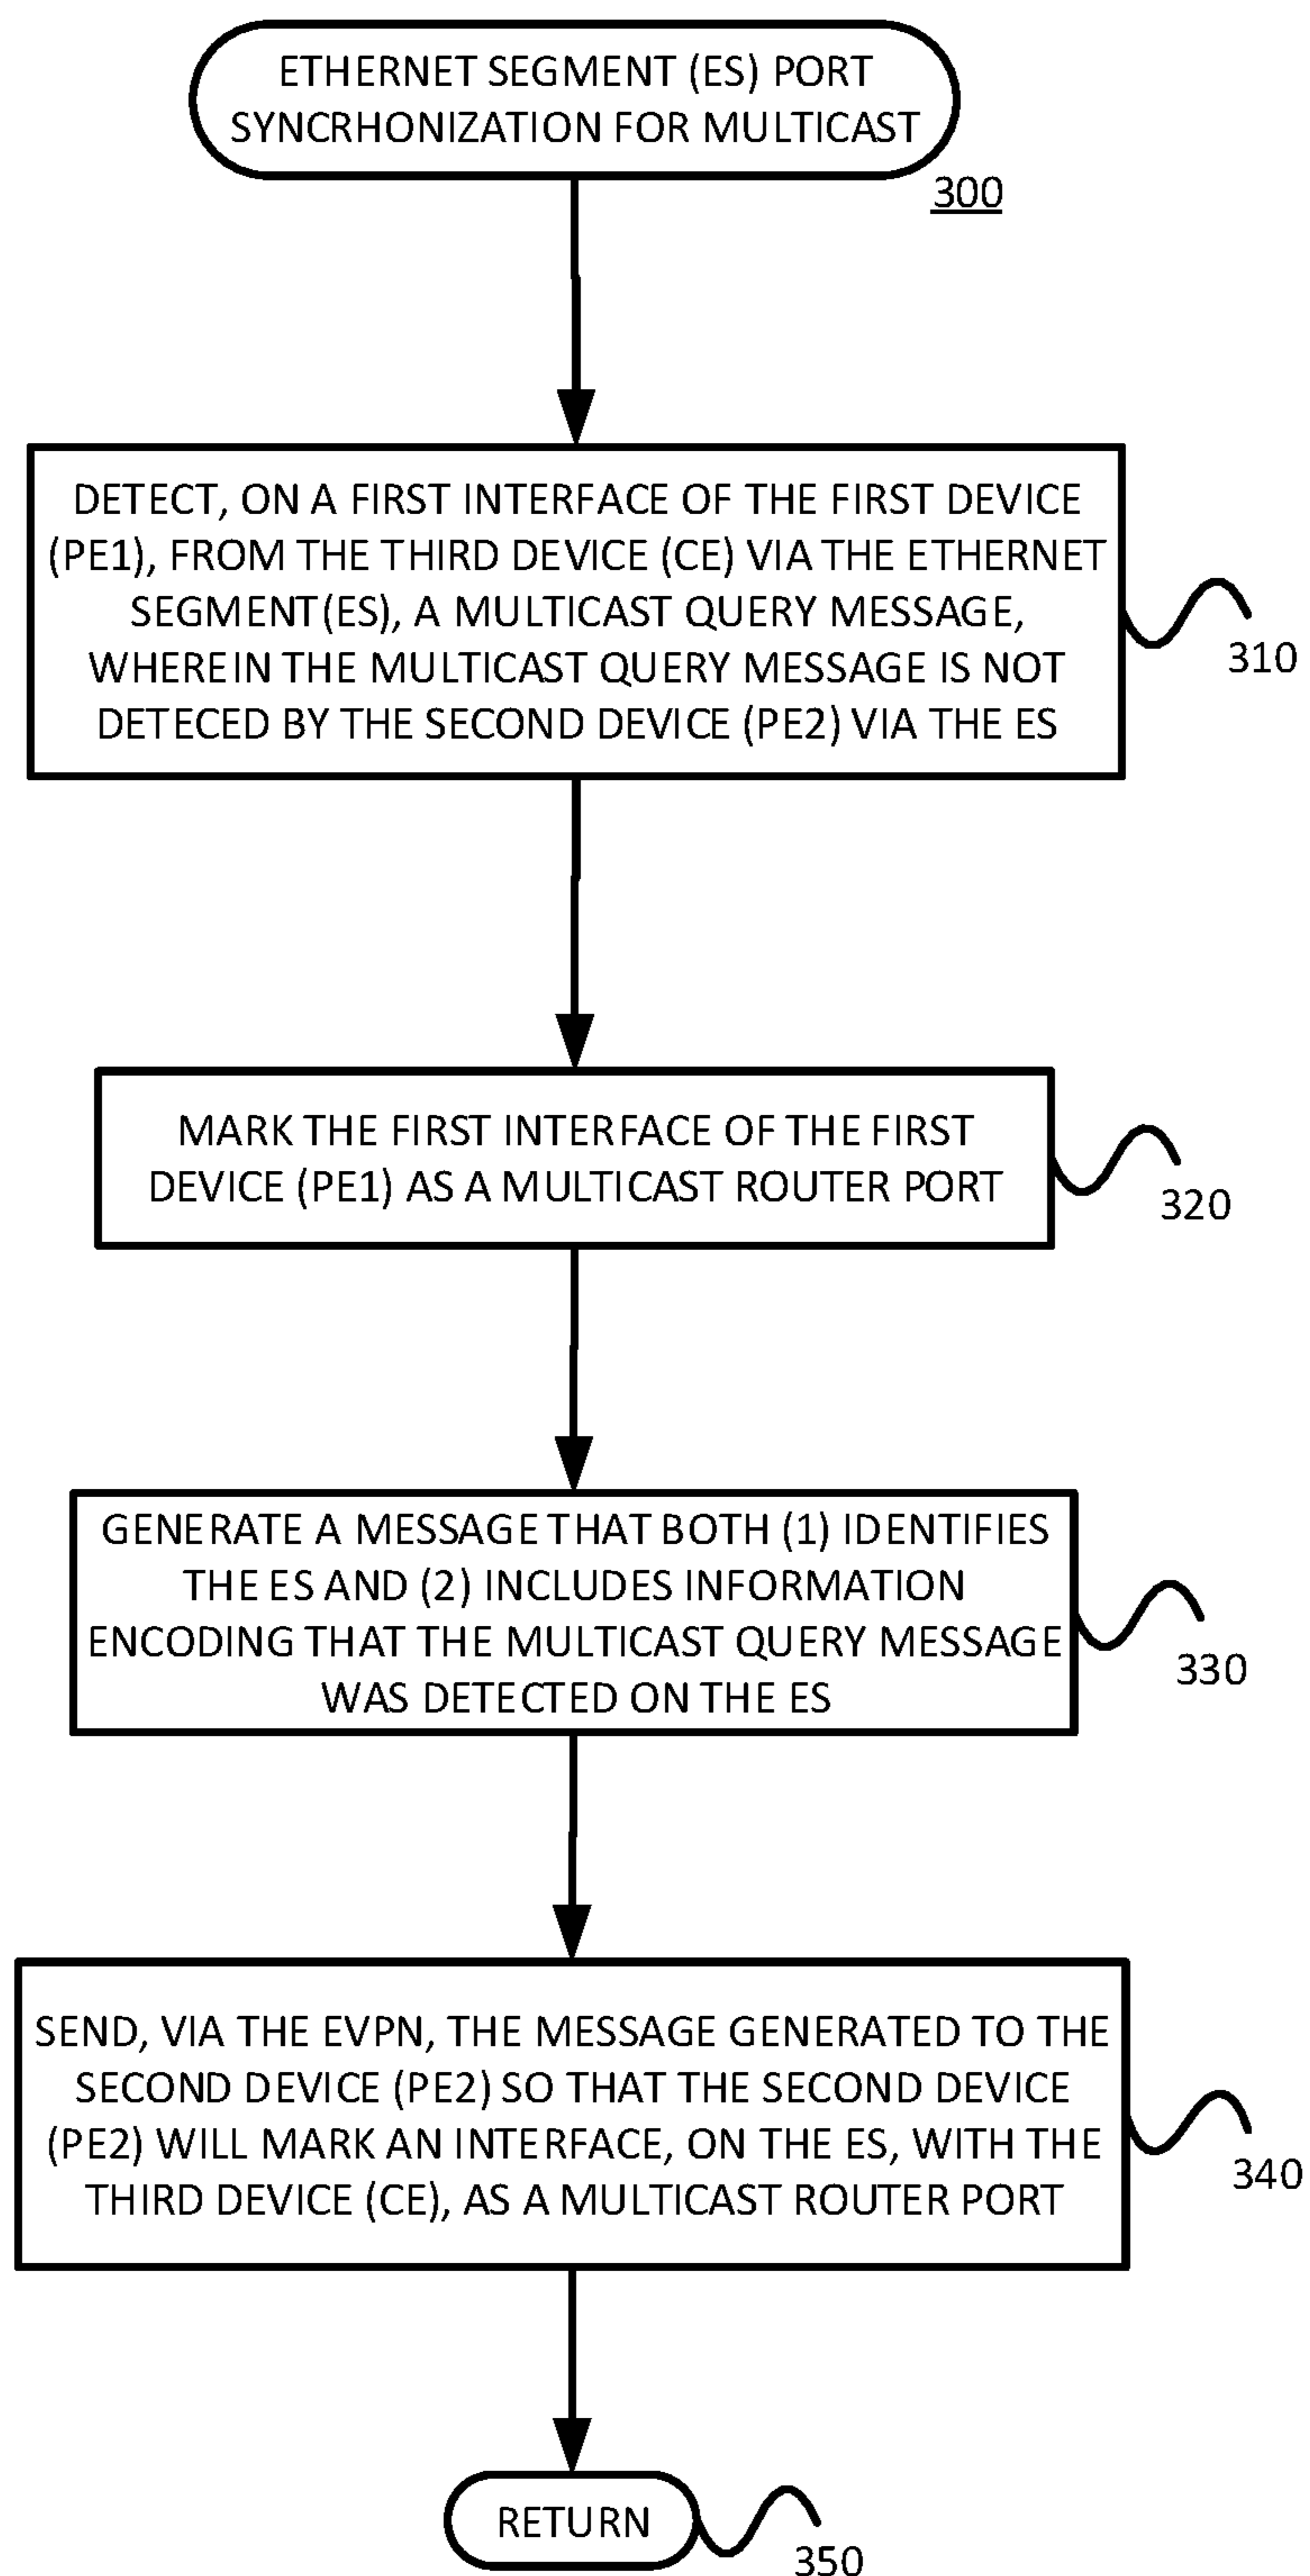 ETHERNET SEGMENT (ES) PORT
SYNCRHONIZATION FOR MULTICAST
300
DETECT, ON A FIRST INTERFACE OF THE FIRST DEVICE
(PE1), FROM THE THIRD DEVICE (CE) VIA THE ETHERNET
SEGMENT(ES), A MULTICAST QUERY MESSAGE,
WHEREIN THE MULTICAST QUERY MESSAGE IS NOT
DETECED BY THE SECOND DEVICE (PE2) VIA THE ES
310
MARK THE FIRST INTERFACE OF THE FIRST
DEVICE (PE1) AS A MULTICAST ROUTER PORT
320
GENERATE A MESSAGE THAT BOTH (1) IDENTIFIES
THE ES AND (2) INCLUDES INFORMATION
ENCODING THAT THE MULTICAST QUERY MESSAGE
WAS DETECTED ON THE ES
330
SEND, VIA THE EVPN, THE MESSAGE GENERATED TO THE
SECOND DEVICE (PE2) SO THAT THE SECOND DEVICE
(PE2) WILL MARK AN INTERFACE, ON THE ES, WITH THE
THIRD DEVICE (CE), AS A MULTICAST ROUTER PORT
340
RETURN
350